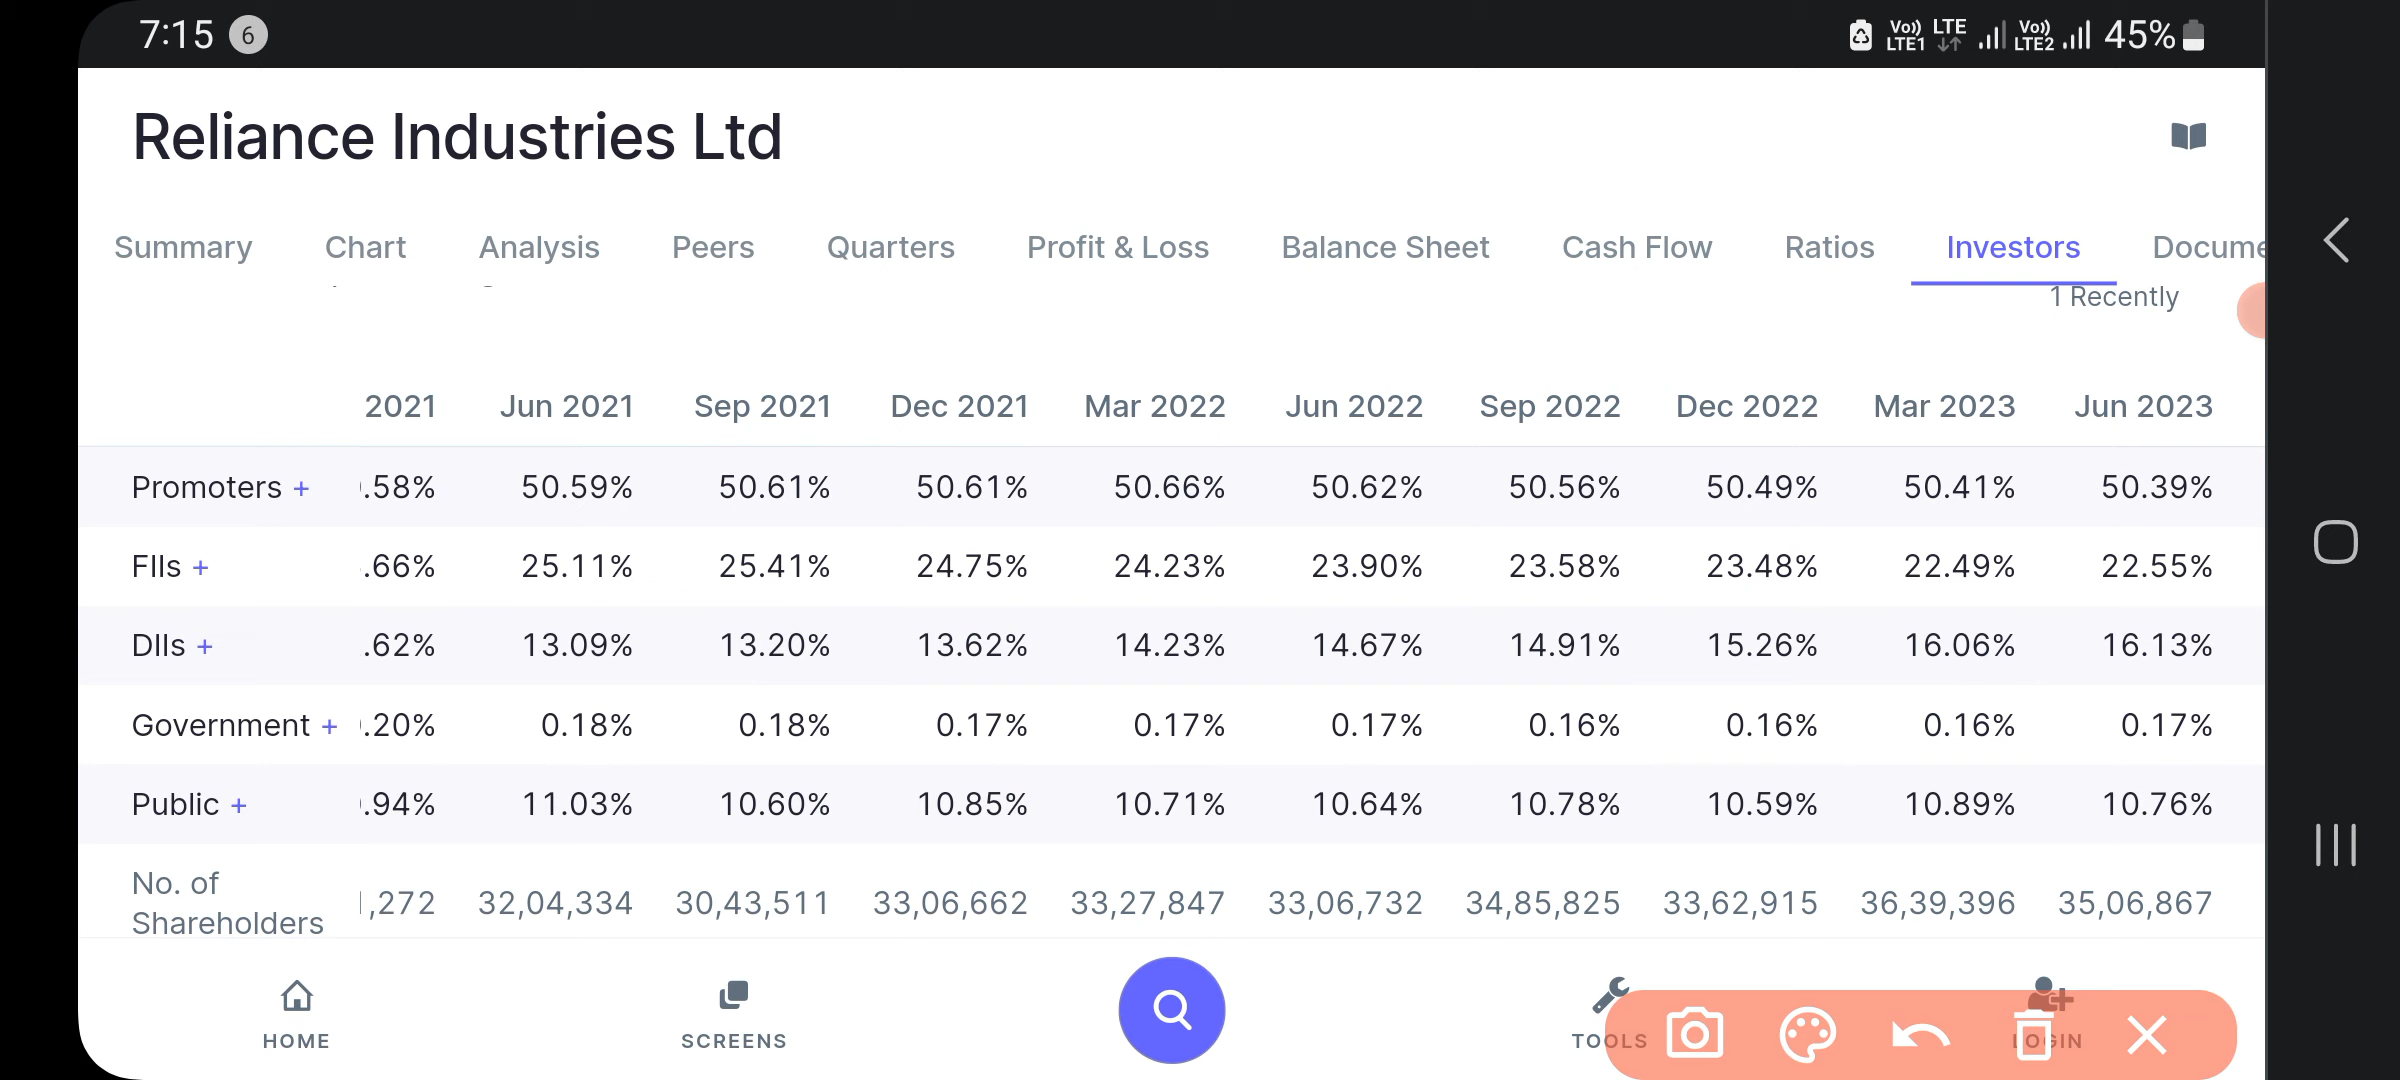 7:15 6 Vo)) LTE1 LTE Vo)) LTE2 45%
Reliance Industries Ltd
Summary Chart Analysis Peers Quarters Profit & Loss Balance Sheet Cash Flow Ratios Investors Docume
1 Recently
2021 Jun 2021 Sep 2021 Dec 2021 Mar 2022 Jun 2022 Sep 2022 Dec 2022 Mar 2023 Jun 2023
Promoters + .58% 50.59% 50.61% 50.61% 50.66% 50.62% 50.56% 50.49% 50.41% 50.39%
FIIs + .66% 25.11% 25.41% 24.75% 24.23% 23.90% 23.58% 23.48% 22.49% 22.55%
DIIs + .62% 13.09% 13.20% 13.62% 14.23% 14.67% 14.91% 15.26% 16.06% 16.13%
Government + .20% 0.18% 0.18% 0.17% 0.17% 0.17% 0.16% 0.16% 0.16% 0.17%
Public + .94% 11.03% 10.60% 10.85% 10.71% 10.64% 10.78% 10.59% 10.89% 10.76%
No. of
Shareholders ,272 32,04,334 30,43,511 33,06,662 33,27,847 33,06,732 34,85,825 33,62,915 36,39,396 35,06,867
HOME SCREENS TOOLS LOGIN